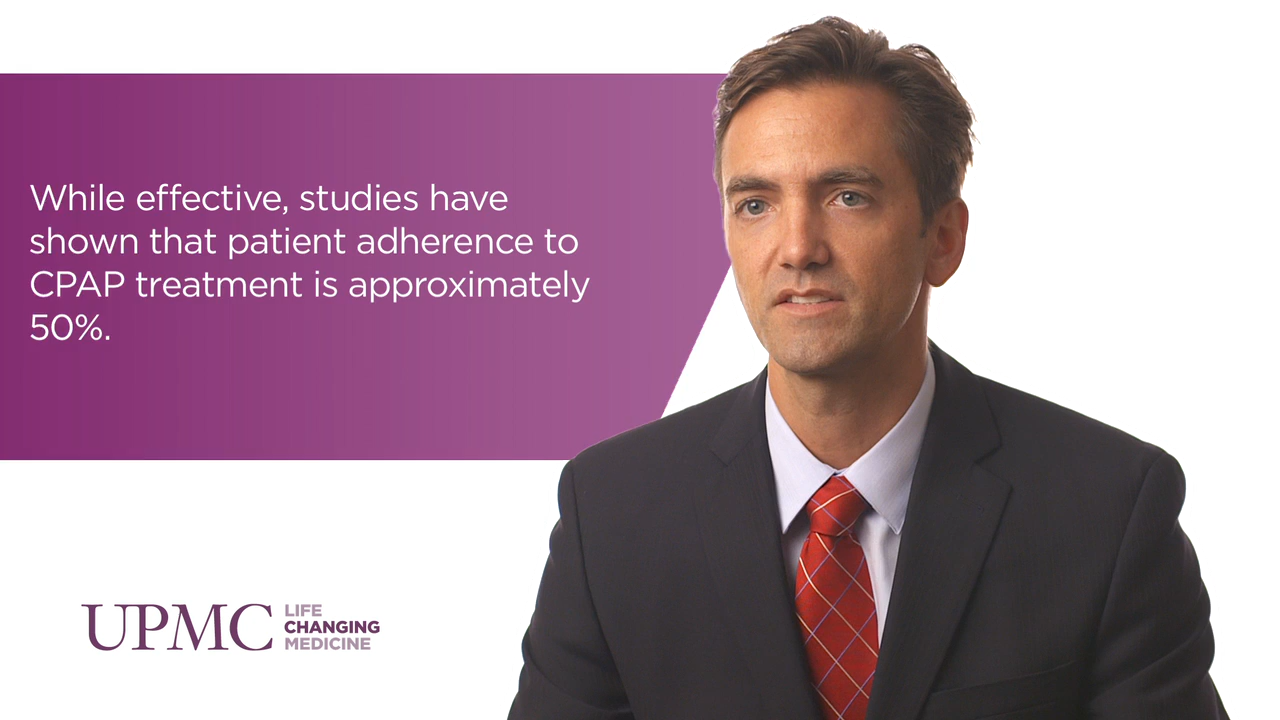 While effective, studies have
shown that patient adherence to
CPAP treatment is approximately
50%.
UPMC LIFE
CHANGING
MEDICINE